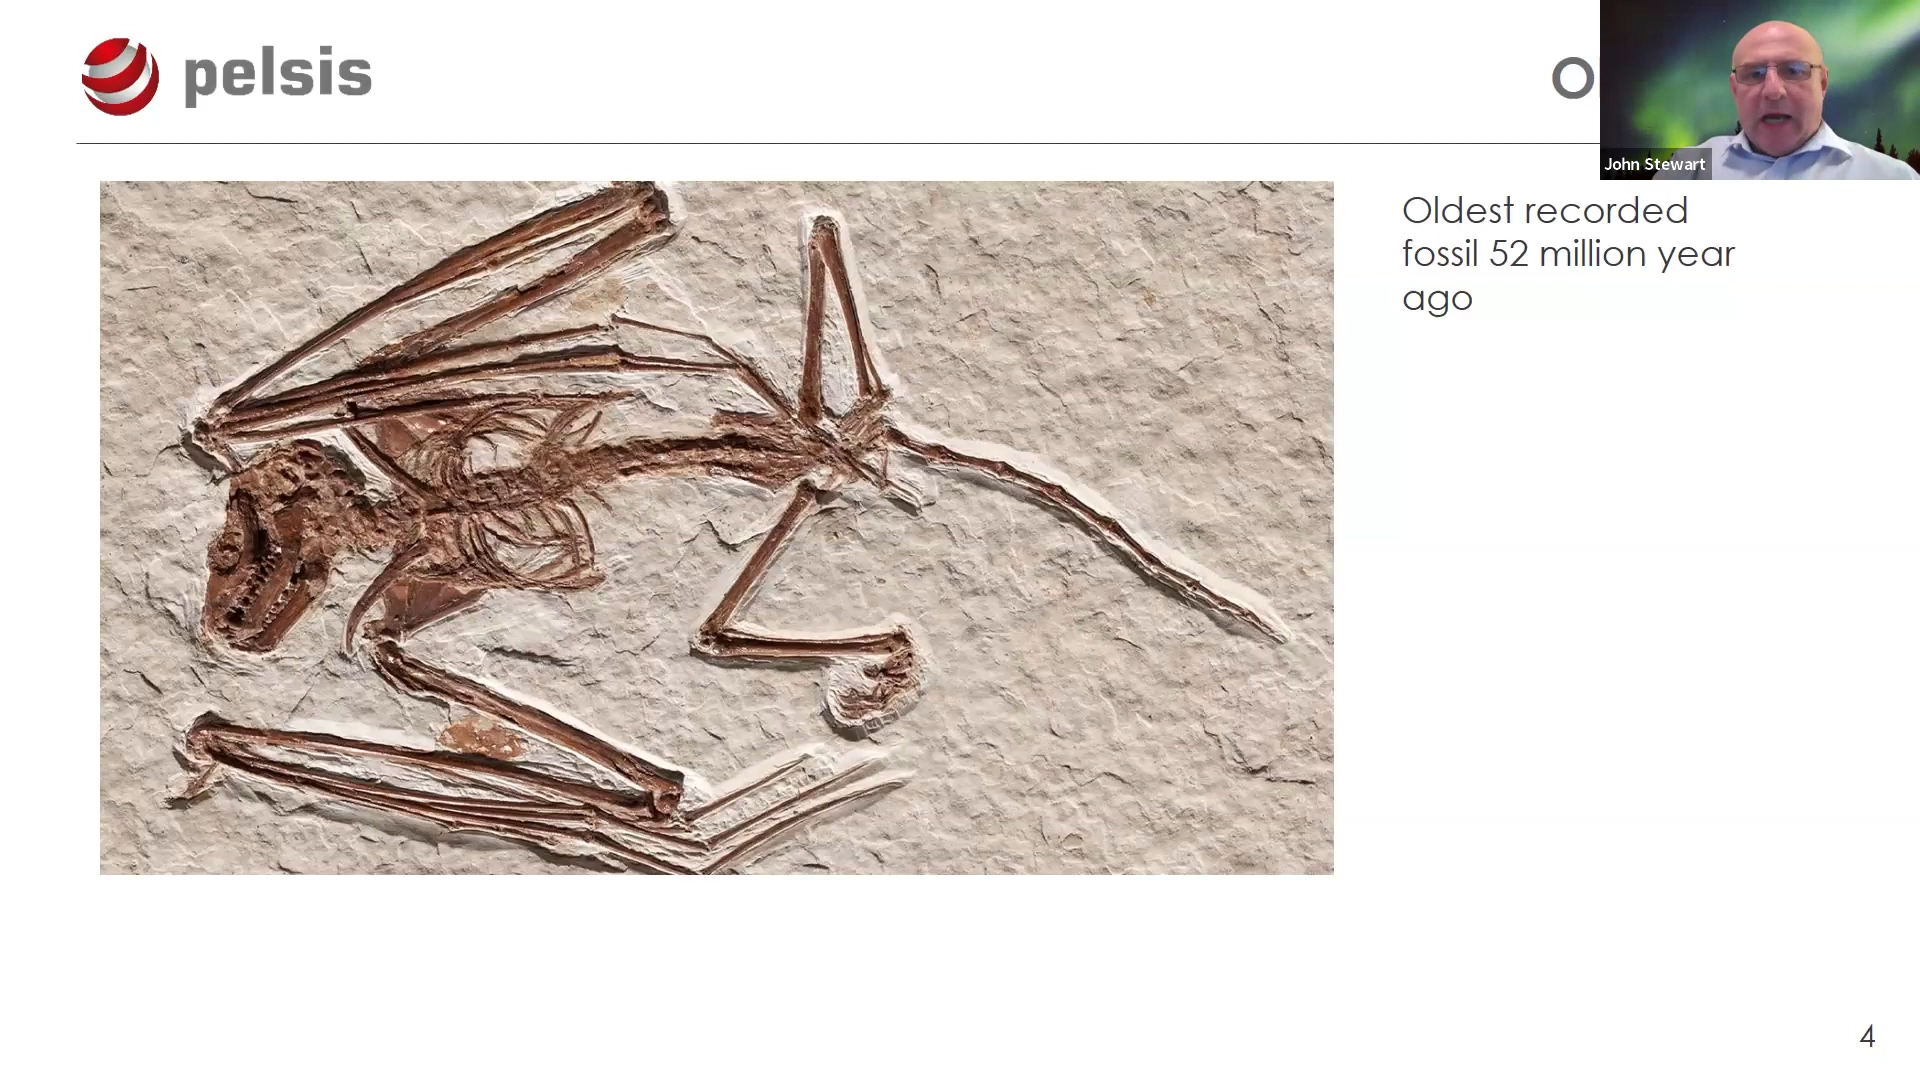 pelsis
John Stewart
Oldest recorded
fossil 52 million year
ago
4